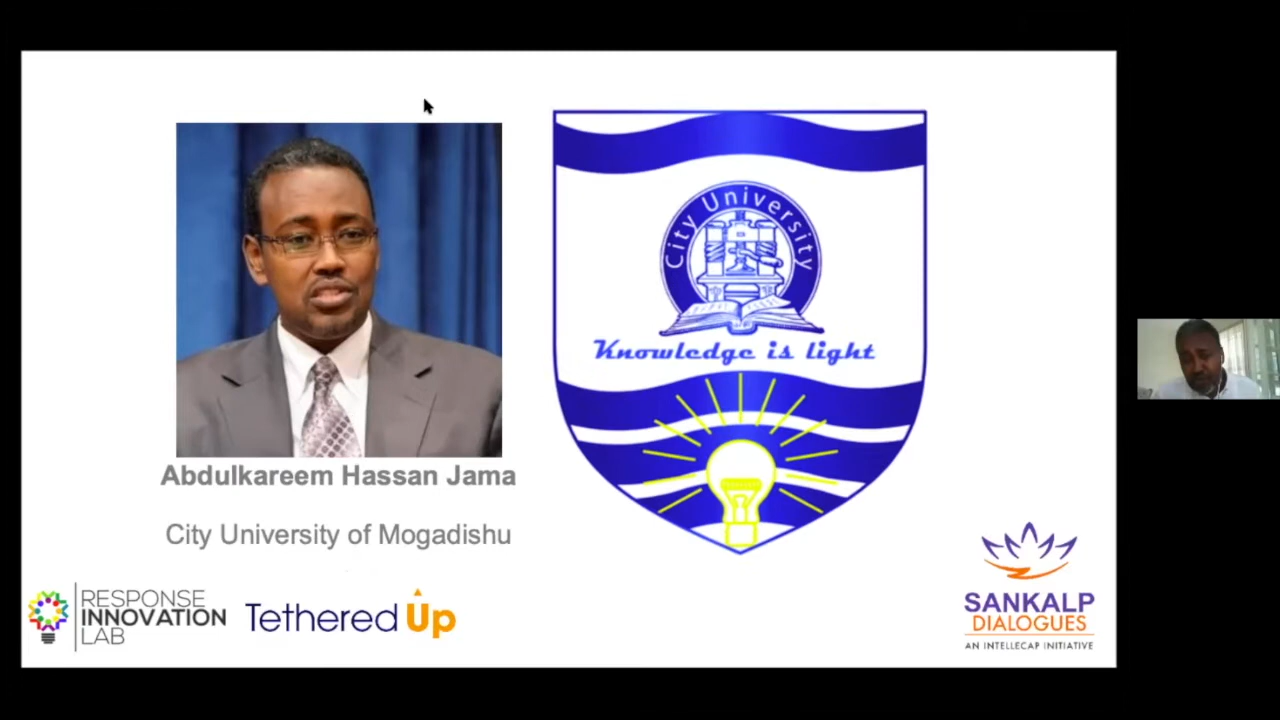 City University
Knowledge is light
Abdulkareem Hassan Jama
City University of Mogadishu
RESPONSE
INNOVATION
LAB
Tethered Up
SANKALP
DIALOGUES
AN INTELLECAP INITIATIVE